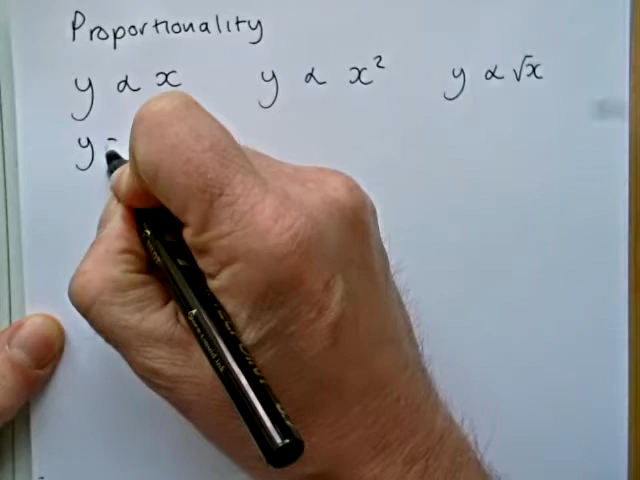 Proportionality
y ∝ x y ∝ x² y ∝ √x
y =